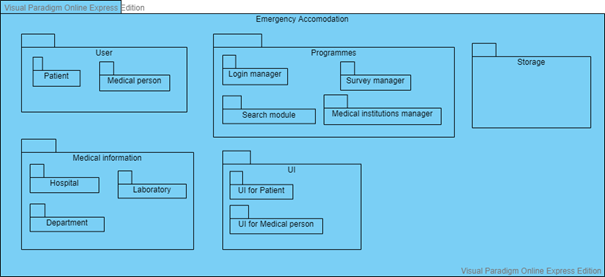 Visual Paradigm Online Express Edition
Emergency Accomodation
User
Patient
Medical person
Programmes
Login manager
Survey manager
Search module
Medical institutions manager
Storage
Medical information
Hospital
Laboratory
Department
UI
UI for Patient
UI for Medical person
Visual Paradigm Online Express Edition